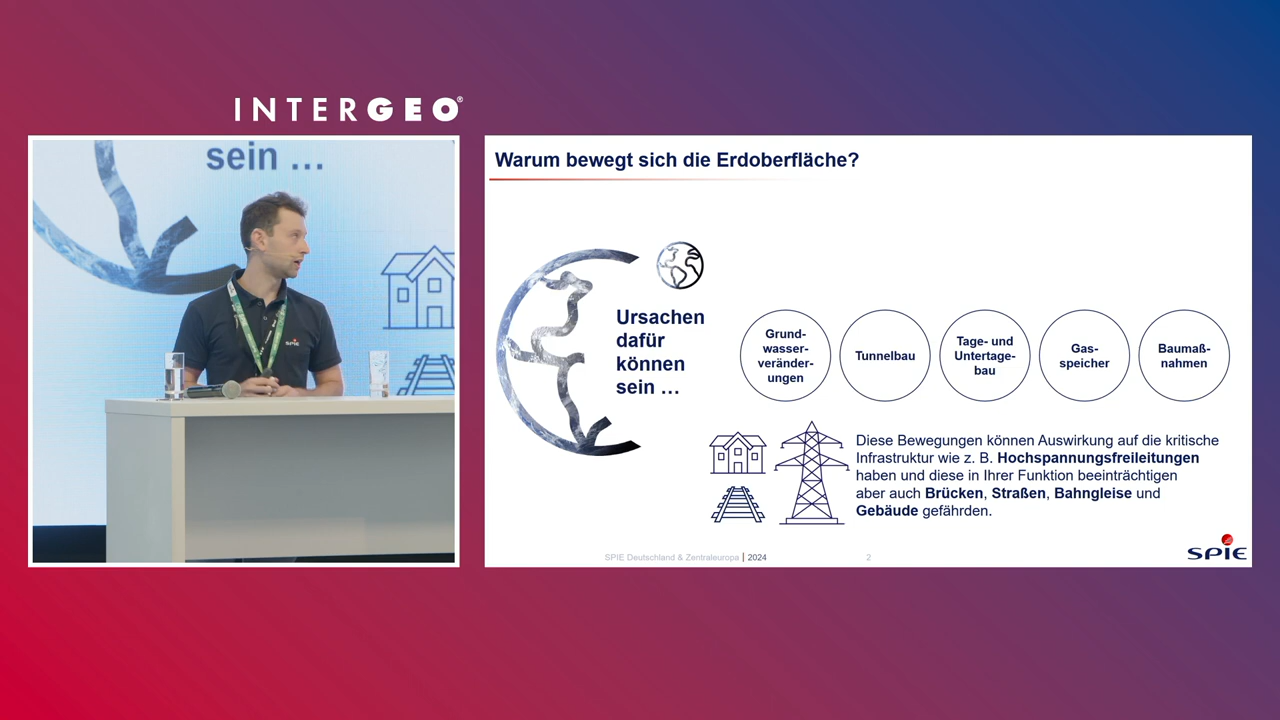 INTERGEO®
sein ...
SPIE
Warum bewegt sich die Erdoberfläche?
Ursachen
dafür
können
sein ...
Grund-
wasser-
veränder-
ungen
Tunnelbau
Tage- und
Untertage-
bau
Gas-
speicher
Baumaß-
nahmen
Diese Bewegungen können Auswirkung auf die kritische
Infrastruktur wie z. B. Hochspannungsfreileitungen
haben und diese in Ihrer Funktion beeinträchtigen
aber auch Brücken, Straßen, Bahngleise und
Gebäude gefährden.
SPIE Deutschland & Zentraleuropa | 2024
2
SPIE